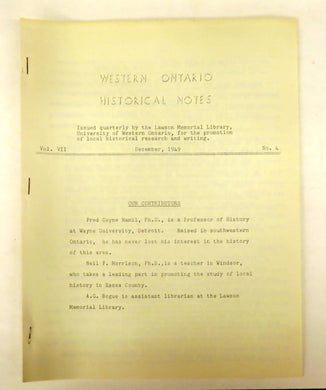 WESTERN ONTARIO
HISTORICAL NOTES
Issued quarterly by the Lawson Memorial Library,
University of Western Ontario, for the promotion
of local historical research and writing.
Vol. VII December, 1949 No. 4
OUR CONTRIBUTORS
Fred Coyne Hamil, Ph.D., is a Professor of History
at Wayne University, Detroit. Raised in southwestern
Ontario, he has never lost his interest in the history
of this area.
Neil F. Morrison, Ph.D., is a teacher in Windsor,
who takes a leading part in promoting the study of local
history in Essex County.
A.G. Bogue is assistant librarian at the Lawson
Memorial Library.